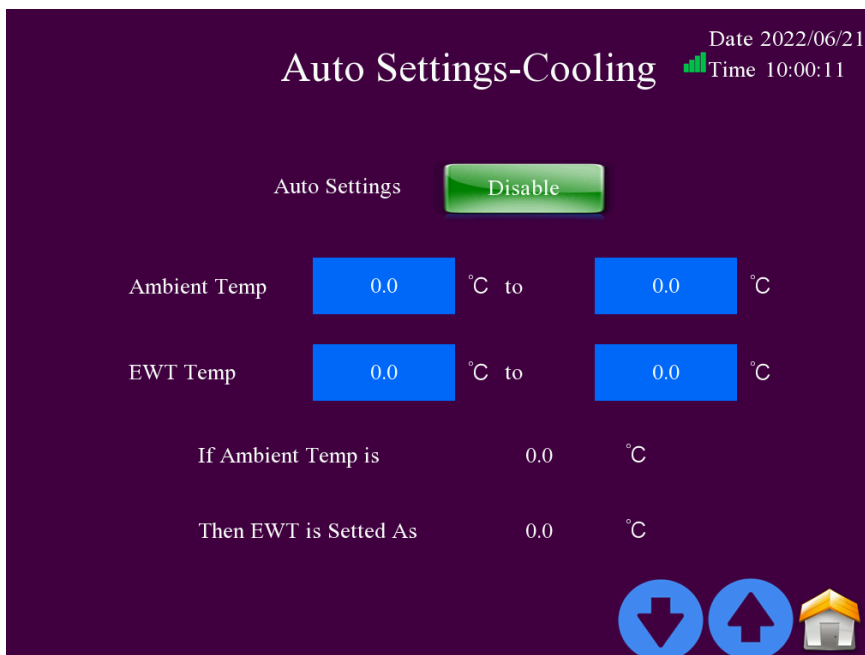 Date 2022/06/21
Auto Settings-Cooling
Time 10:00:11
Auto Settings Disable
Ambient Temp 0.0 °C to 0.0 °C
EWT Temp 0.0 °C to 0.0 °C
If Ambient Temp is 0.0 °C
Then EWT is Setted As 0.0 °C